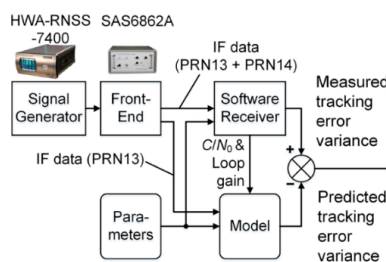 HWA-RNSS
-7400
SAS6862A
IF data
(PRN13 + PRN14)
Signal
Generator
Front-
End
Software
Receiver
Measured
tracking
error
variance
IF data (PRN13)
C/N0 &
Loop
gain
+
−
Para-
meters
Model
Predicted
tracking
error
variance